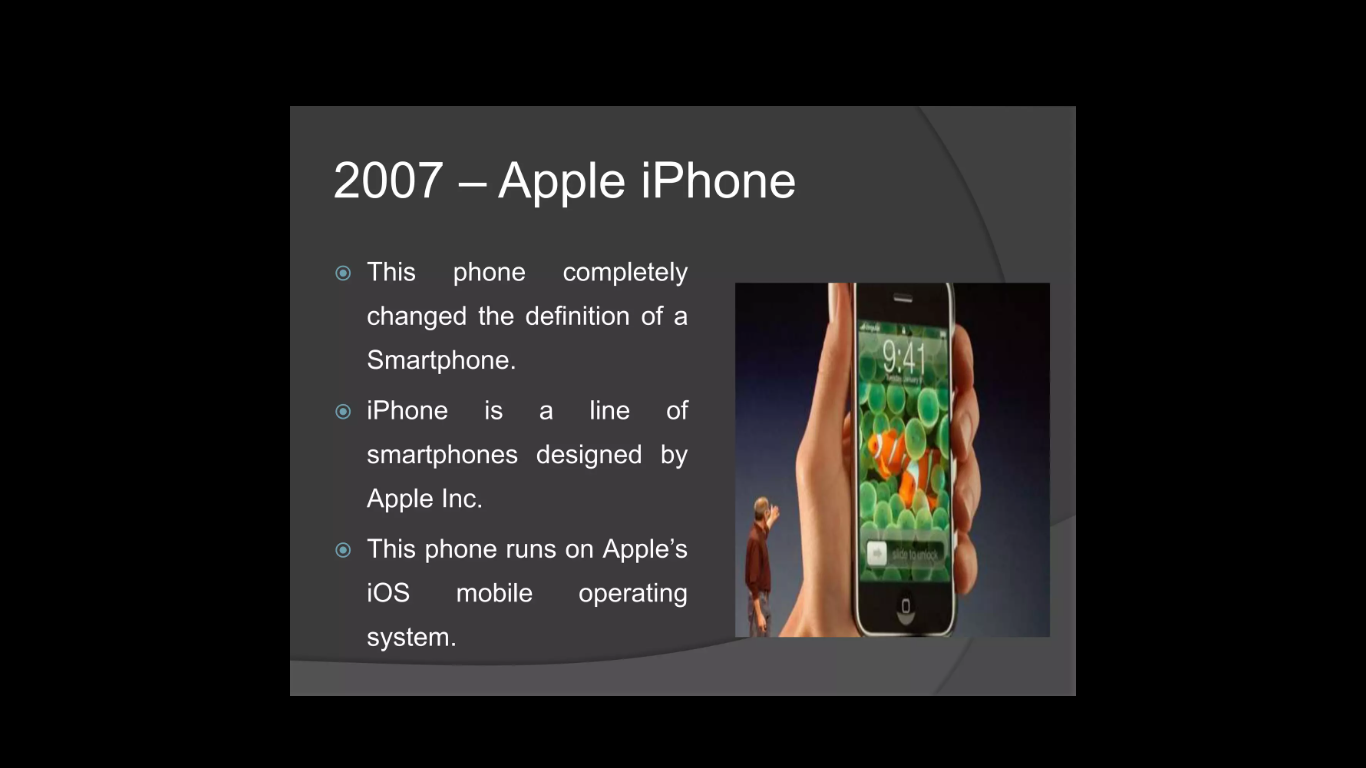 2007 – Apple iPhone
This phone completely
changed the definition of a
Smartphone.
iPhone is a line of
smartphones designed by
Apple Inc.
This phone runs on Apple’s
iOS mobile operating
system.
9:41
slide to unlock